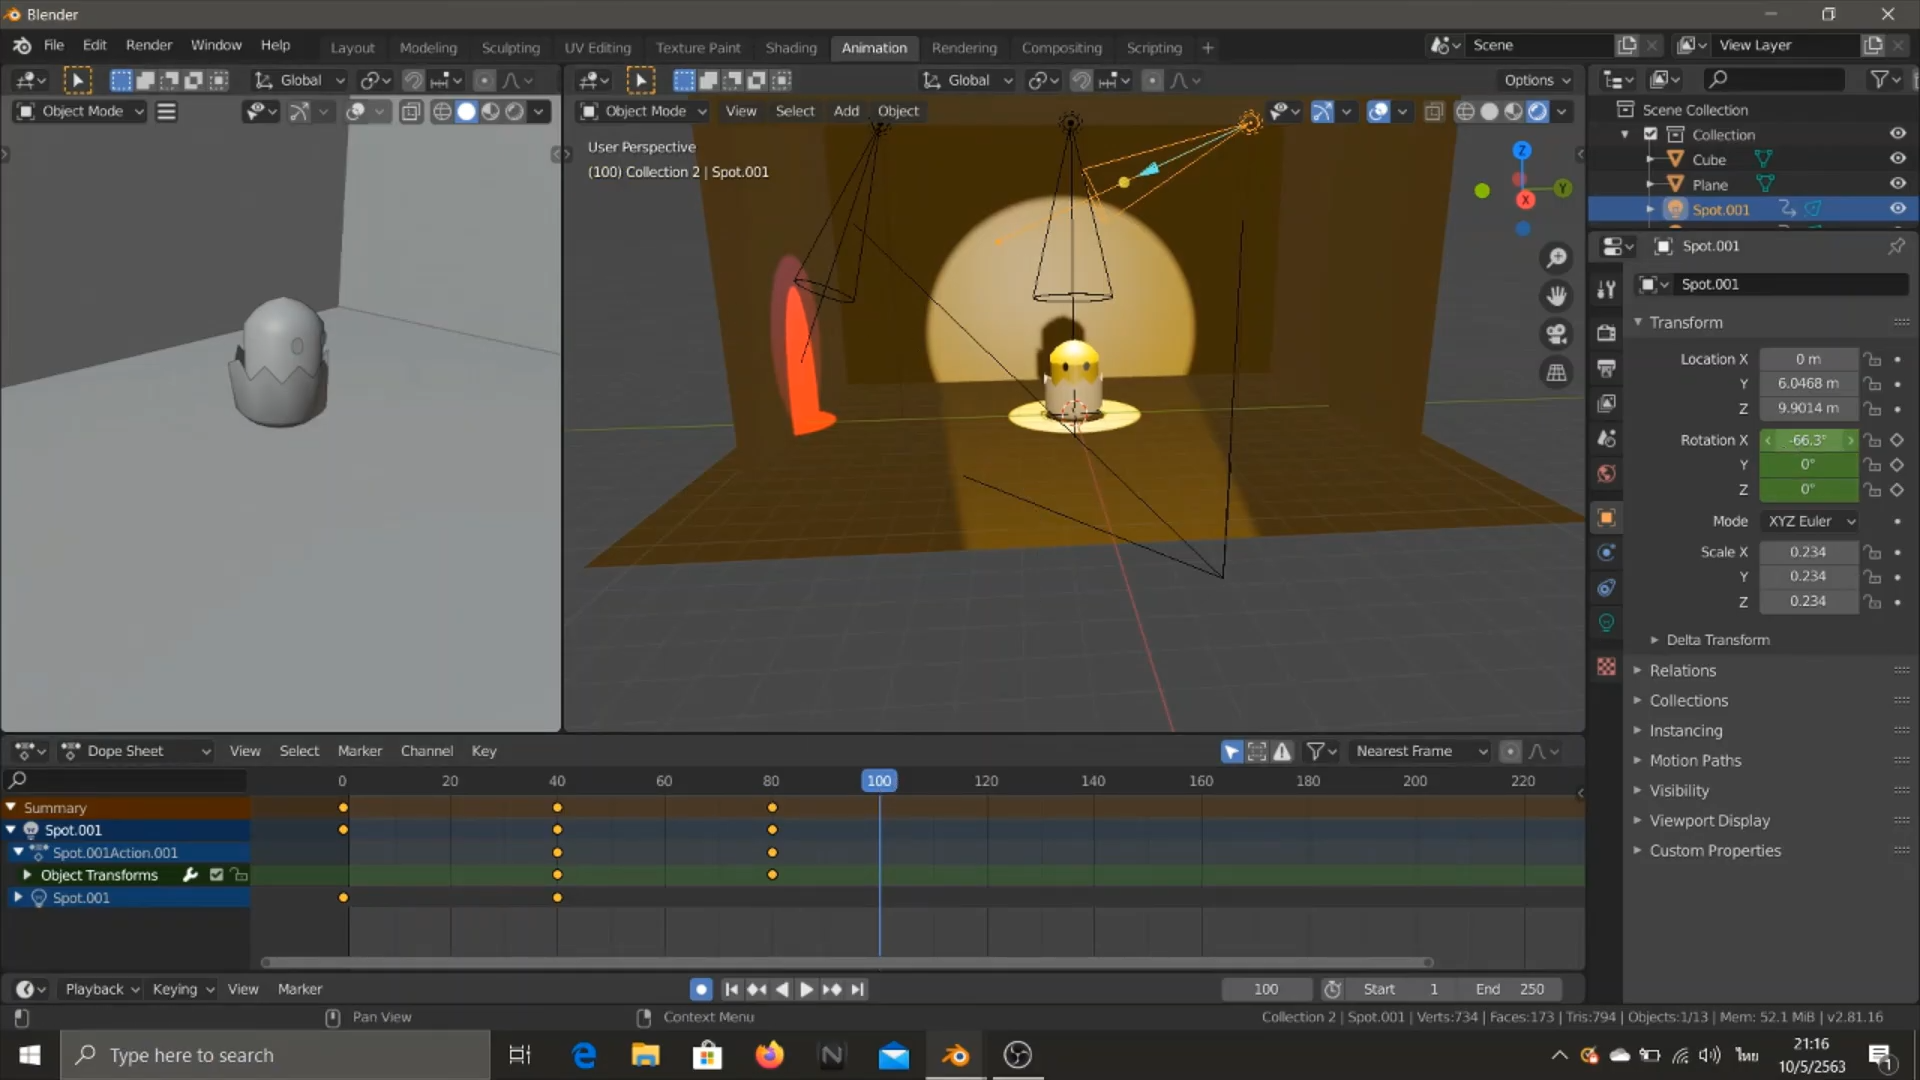 Blender
File Edit Render Window Help Layout Modeling Sculpting UV Editing Texture Paint Shading Animation Rendering Compositing Scripting + Scene View Layer
Global Global Options
Object Mode Object Mode View Select Add Object
User Perspective
(100) Collection 2 | Spot.001
Z
Y
X
Scene Collection
Collection
Cube
Plane
Spot.001
Spot.001
Spot.001
Transform
Location X 0 m
Y 6.0468 m
Z 9.9014 m
Rotation X -66.3°
Y 0°
Z 0°
Mode XYZ Euler
Scale X 0.234
Y 0.234
Z 0.234
Delta Transform
Relations
Collections
Instancing
Motion Paths
Visibility
Viewport Display
Custom Properties
Dope Sheet View Select Marker Channel Key Nearest Frame
0 20 40 60 80 100 120 140 160 180 200 220
Summary
Spot.001
Spot.001Action.001
Object Transforms
Spot.001
Playback Keying View Marker 100 Start 1 End 250
Pan View Context Menu Collection 2 | Spot.001 | Verts:734 | Faces:173 | Tris:794 | Objects:1/13 | Mem: 52.1 MiB | v2.81.16
Type here to search ไทย 21:16
10/5/2563
1